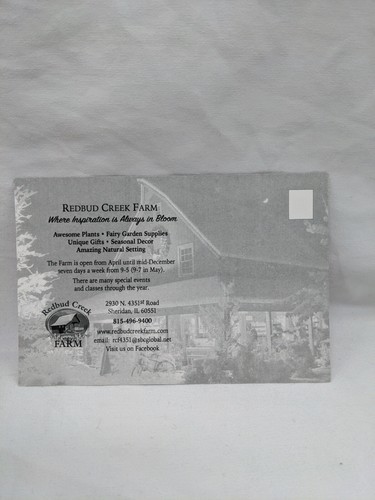 REDBUD CREEK FARM
Where Inspiration is Always in Bloom
Awesome Plants • Fairy Garden Supplies
Unique Gifts • Seasonal Decor
Amazing Natural Setting
The Farm is open from April until mid-December
seven days a week from 9-5 (9-7 in May).
There are many special events
and classes through the year.
Redbud Creek
FARM
2930 N. 4351st Road
Sheridan, IL 60551
815-496-9400
www.redbudcreekfarm.com
email: rcf4351@sbcglobal.net
Visit us on Facebook